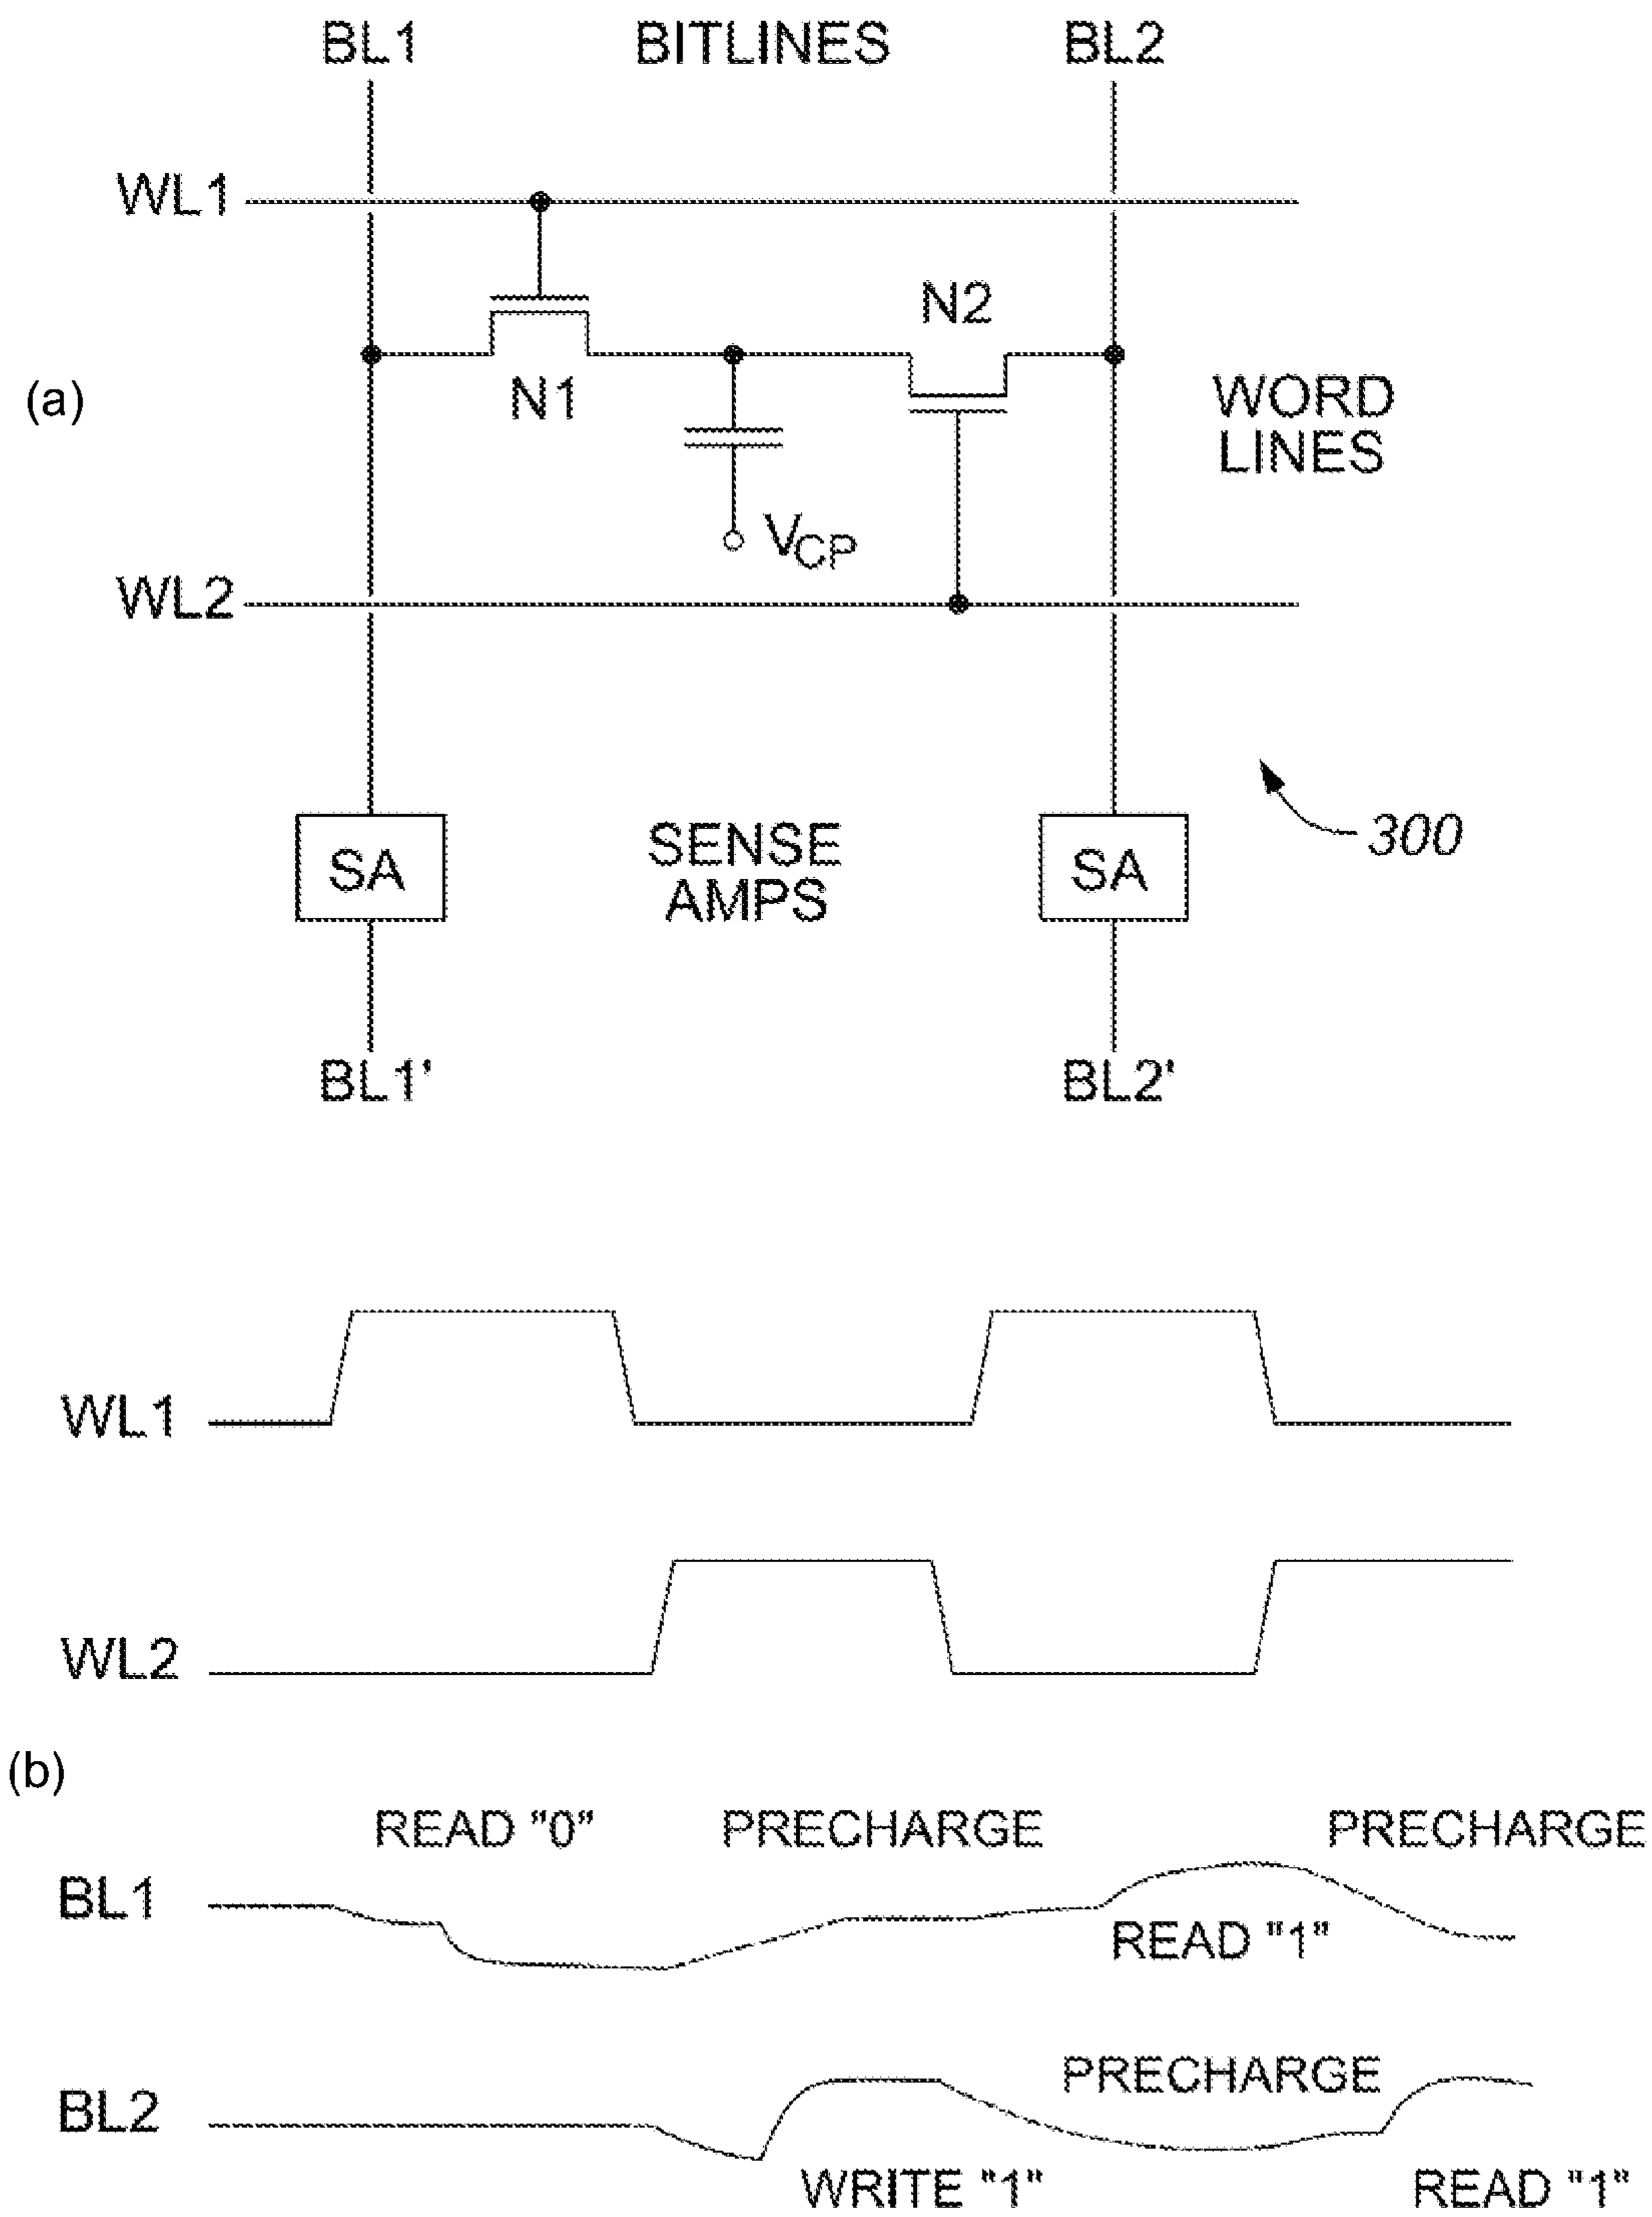 BL1 BITLINES BL2
WL1
N2
(a)
N1
WORD
LINES
VCP
WL2
SA
SENSE
AMPS
SA
300
BL1' BL2'
WL1
WL2
(b)
READ "0" PRECHARGE PRECHARGE
BL1
READ "1"
PRECHARGE
BL2
WRITE "1" READ "1"